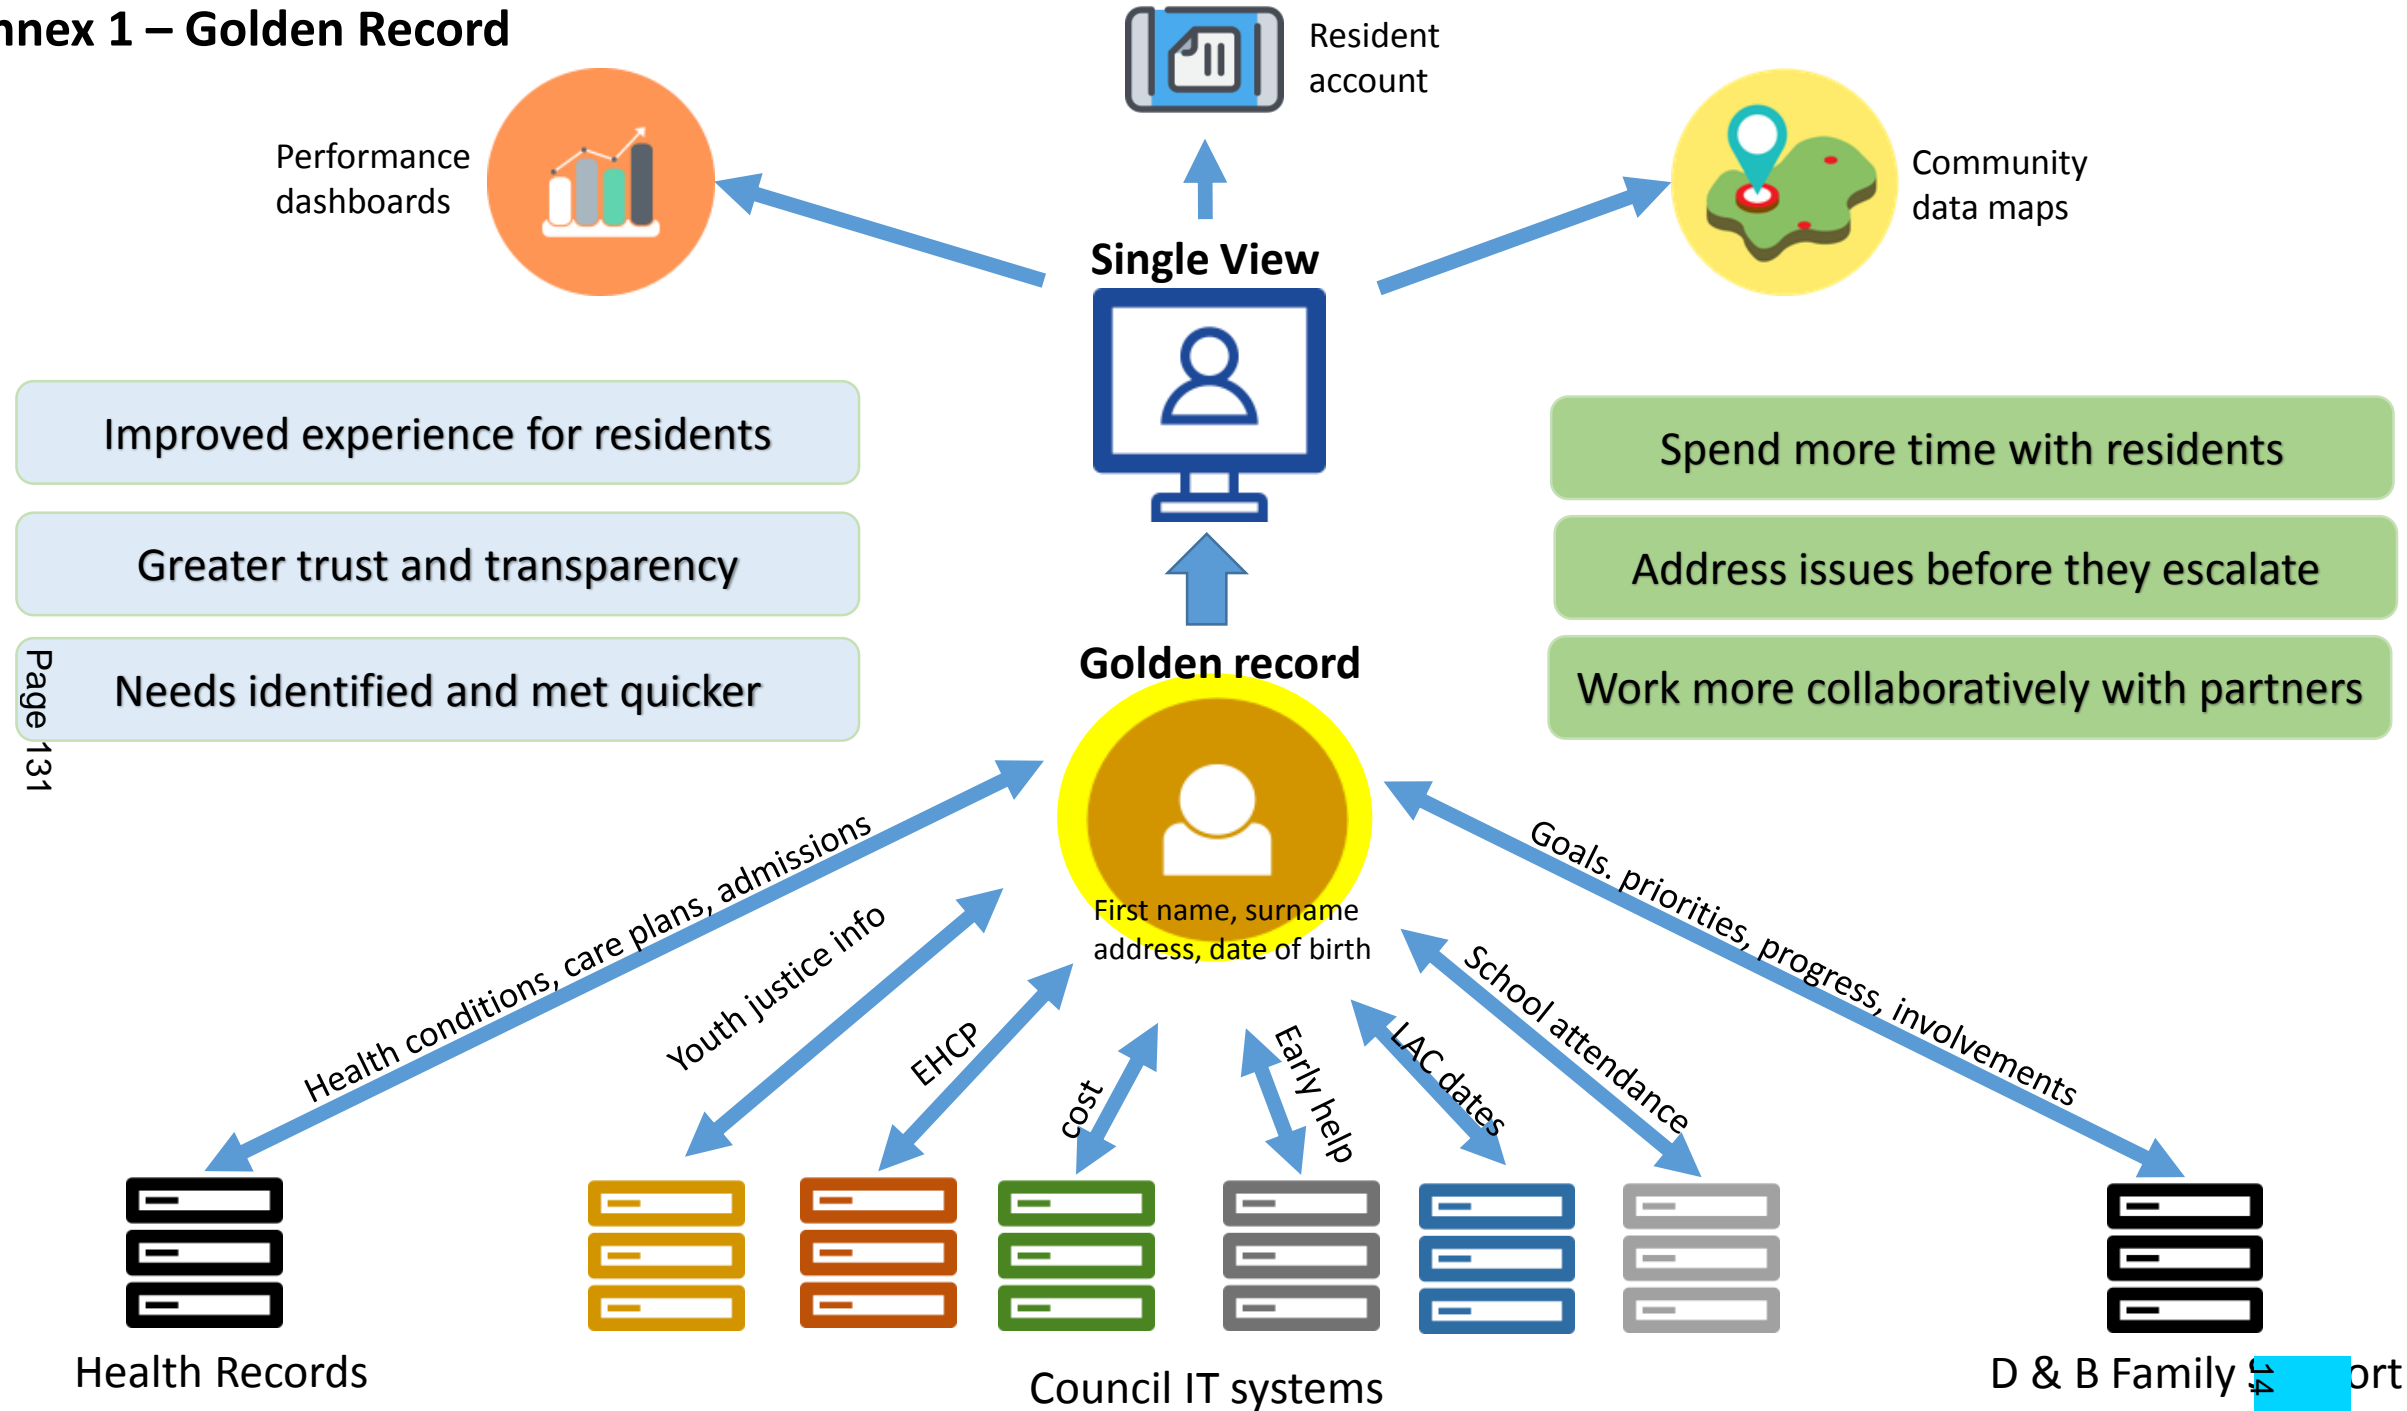 nnex 1 – Golden Record
Resident
account
Performance
dashboards
Community
data maps
Single View
Improved experience for residents
Greater trust and transparency
Needs identified and met quicker
Spend more time with residents
Address issues before they escalate
Work more collaboratively with partners
Page 131
Golden record
First name, surname
address, date of birth
Health conditions, care plans, admissions
Youth justice info
EHCP
cost
Early help
LAC dates
School attendance
Goals. priorities, progress, involvements
Health Records
Council IT systems
D & B Family
14